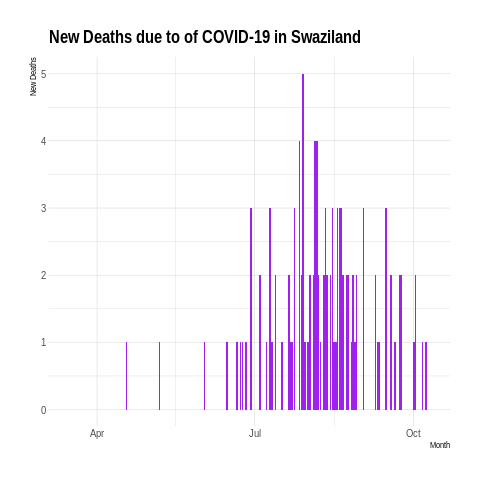 New Deaths due to of COVID-19 in Swaziland
New Deaths
5
4
3
2
1
0
Apr
Jul
Oct
Month